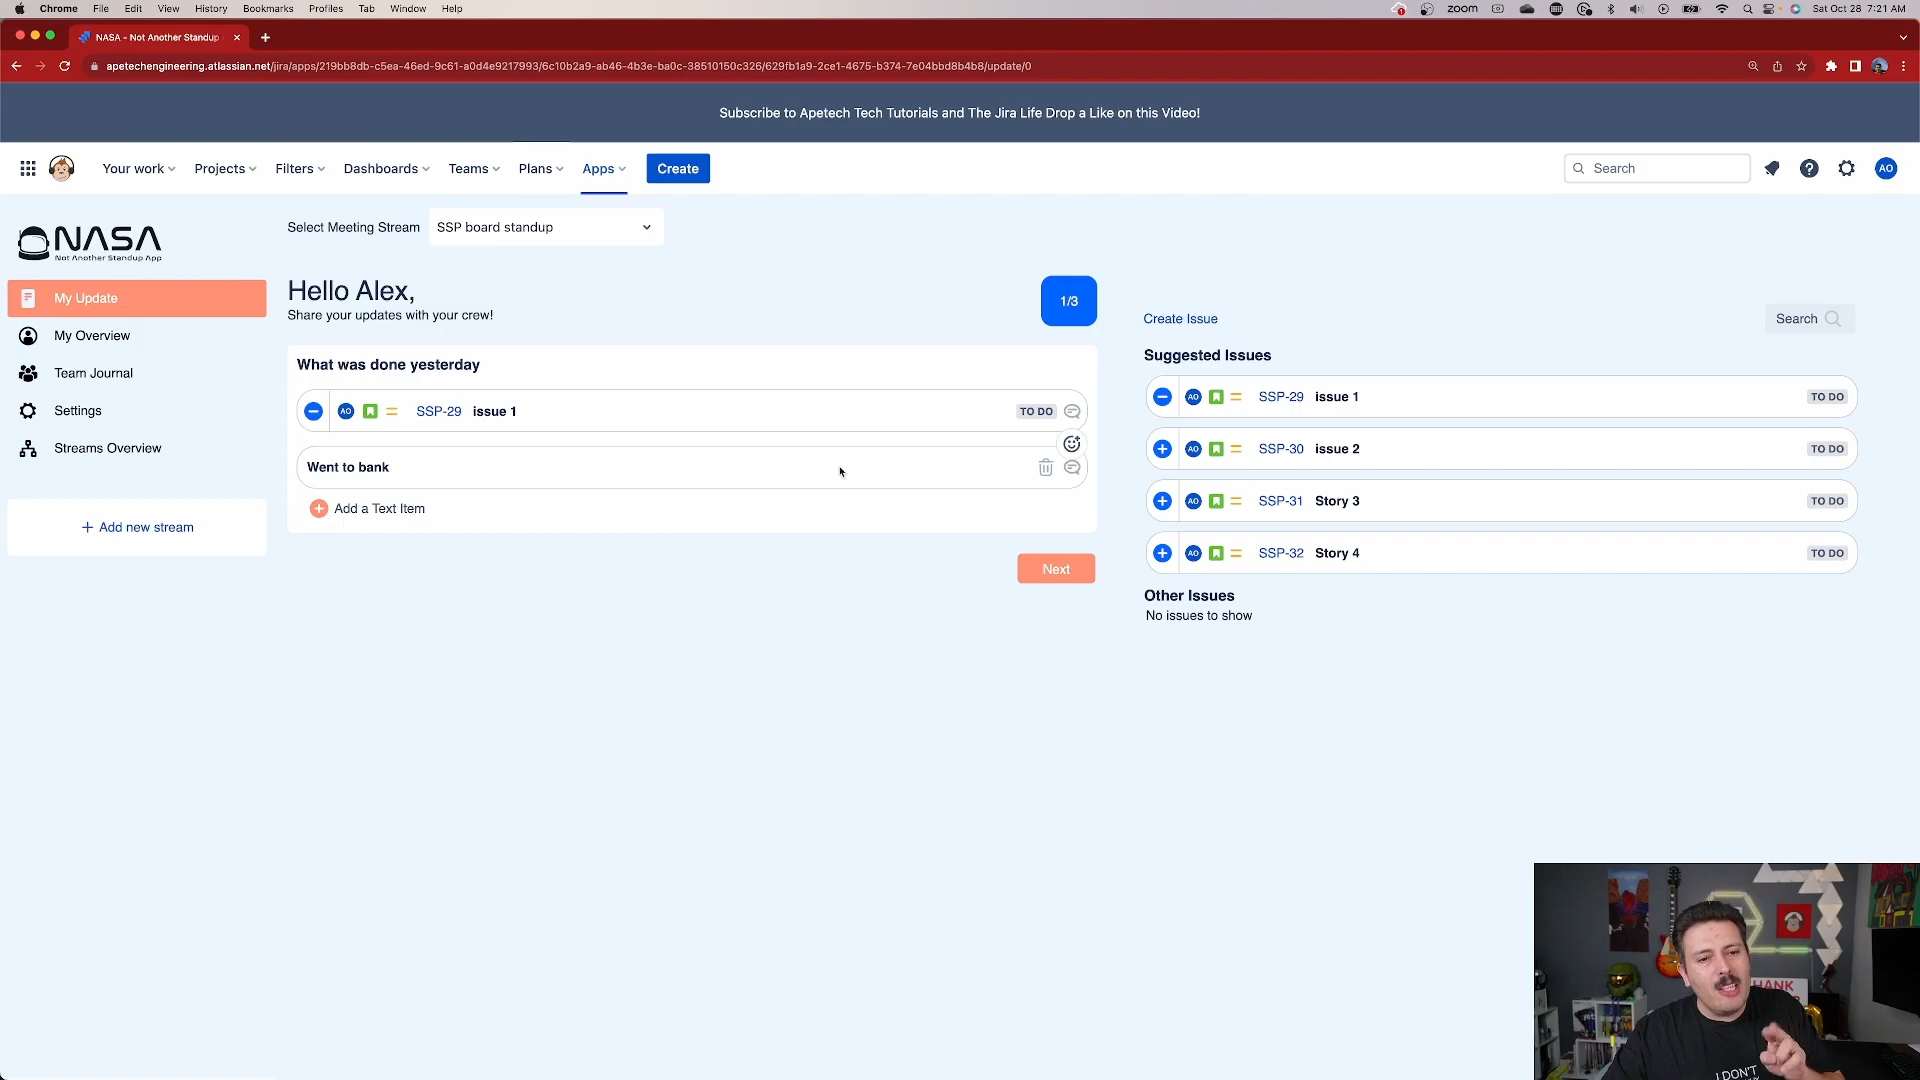 Chrome File Edit View History Bookmarks Profiles Tab Window Help
zoom Sat Oct 28 7:21 AM
NASA - Not Another Standup
apetechengineering.atlassian.net/jira/apps/219bb8db-c5ea-46ed-9c61-a0d4e9217993/6c10b2a9-ab46-4b3e-ba0c-38510150c326/629fb1a9-2ce1-4675-b374-7e04bbd8b4b8/update/0
Subscribe to Apetech Tech Tutorials and The Jira Life Drop a Like on this Video!
Your work Projects Filters Dashboards Teams Plans Apps Create
Search
AO
NASA
Not Another Standup App
My Update
My Overview
Team Journal
Settings
Streams Overview
+ Add new stream
Select Meeting Stream SSP board standup
Hello Alex,
Share your updates with your crew!
1/3
What was done yesterday
AO SSP-29 issue 1 TO DO
Went to bank
Add a Text Item
Next
Create Issue
Search
Suggested Issues
AO SSP-29 issue 1 TO DO
AO SSP-30 issue 2 TO DO
AO SSP-31 Story 3 TO DO
AO SSP-32 Story 4 TO DO
Other Issues
No issues to show
I DON'T